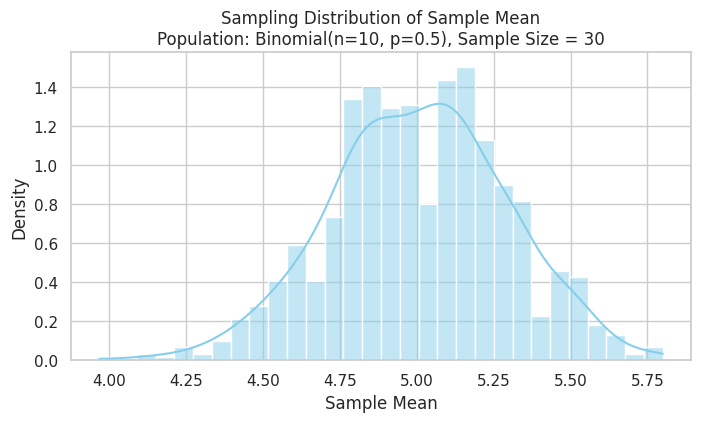 Sampling Distribution of Sample Mean
Population: Binomial(n=10, p=0.5), Sample Size = 30
Density
1.4
1.2
1.0
0.8
0.6
0.4
0.2
0.0
4.00 4.25 4.50 4.75 5.00 5.25 5.50 5.75
Sample Mean